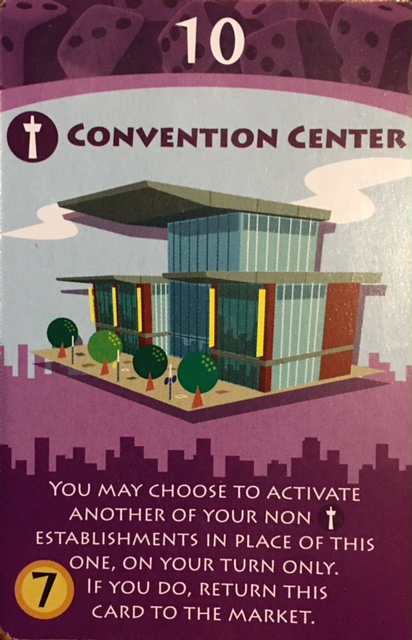 10
CONVENTION CENTER
YOU MAY CHOOSE TO ACTIVATE
ANOTHER OF YOUR NON
ESTABLISHMENTS IN PLACE OF THIS
ONE, ON YOUR TURN ONLY.
IF YOU DO, RETURN THIS
CARD TO THE MARKET.
7